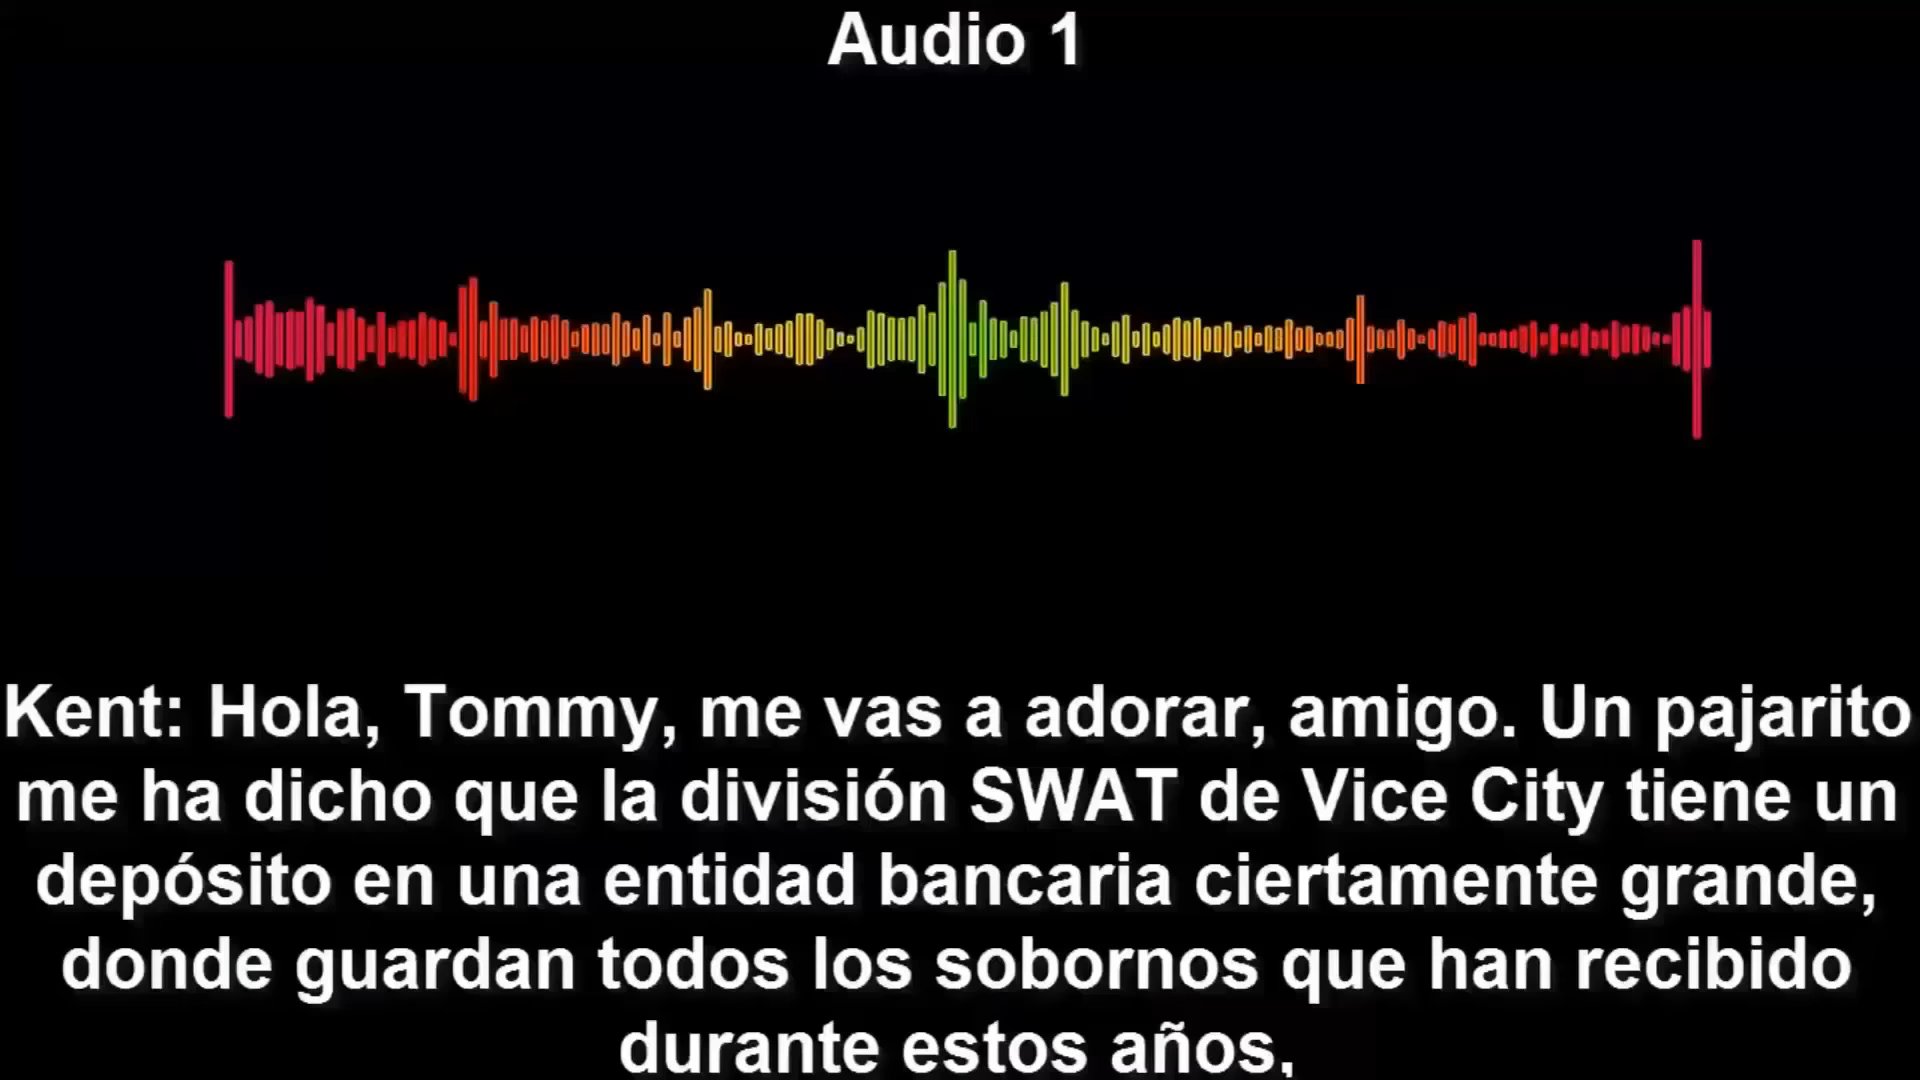 Audio 1
Kent: Hola, Tommy, me vas a adorar, amigo. Un pajarito
me ha dicho que la división SWAT de Vice City tiene un
depósito en una entidad bancaria ciertamente grande,
donde guardan todos los sobornos que han recibido
durante estos años,